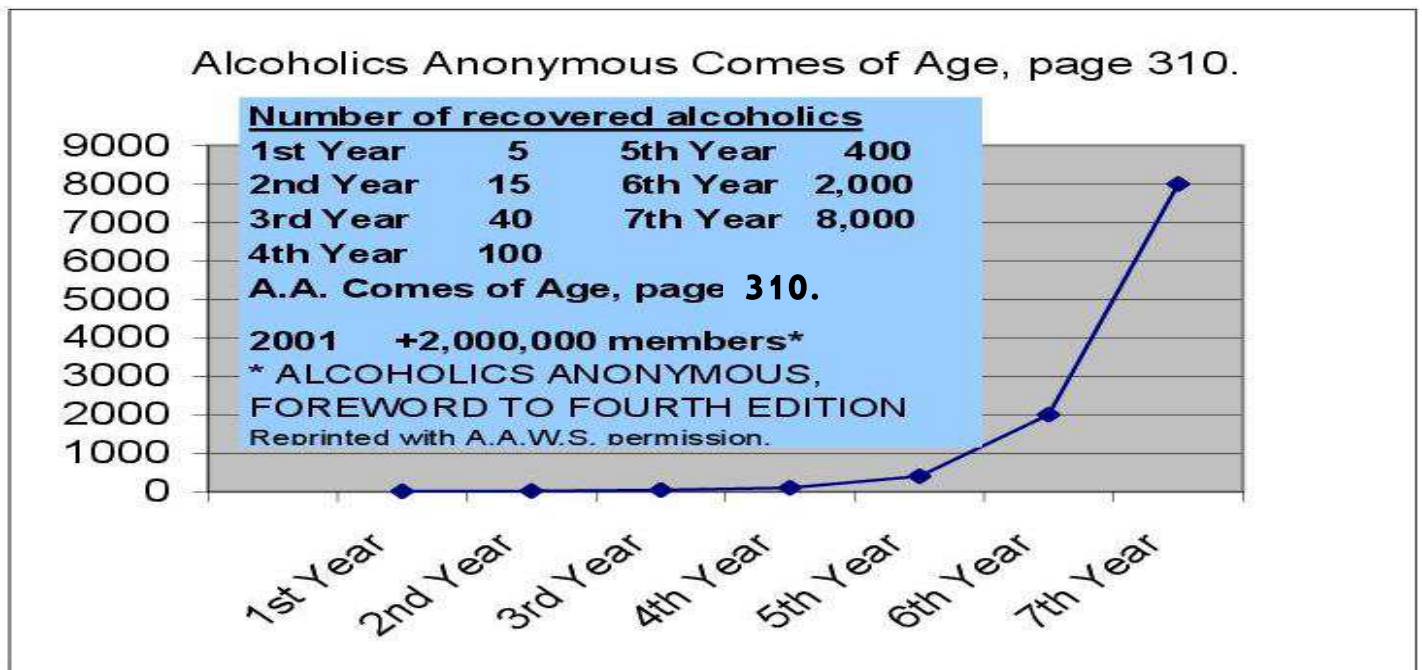 Alcoholics Anonymous Comes of Age, page 310.
Number of recovered alcoholics
1st Year 5 5th Year 400
2nd Year 15 6th Year 2,000
3rd Year 40 7th Year 8,000
4th Year 100
A.A. Comes of Age, page 310.
2001 +2,000,000 members*
* ALCOHOLICS ANONYMOUS,
FOREWORD TO FOURTH EDITION
Reprinted with A.A.W.S. permission.
9000
8000
7000
6000
5000
4000
3000
2000
1000
0
1st Year
2nd Year
3rd Year
4th Year
5th Year
6th Year
7th Year